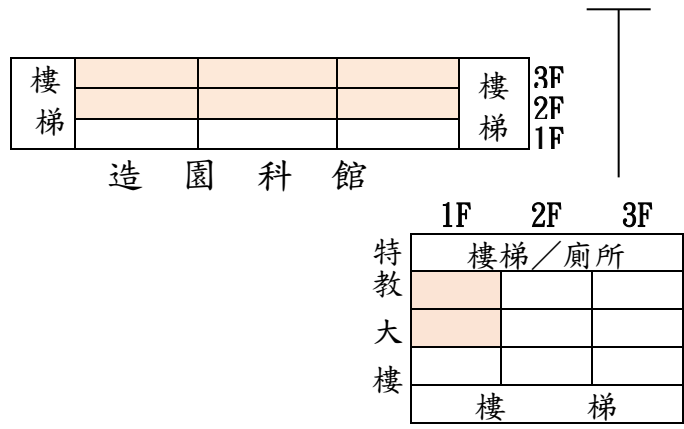 樓梯
樓梯
3F
2F
1F
造園科館
1F 2F 3F
特教大樓
樓梯／廁所
樓 梯